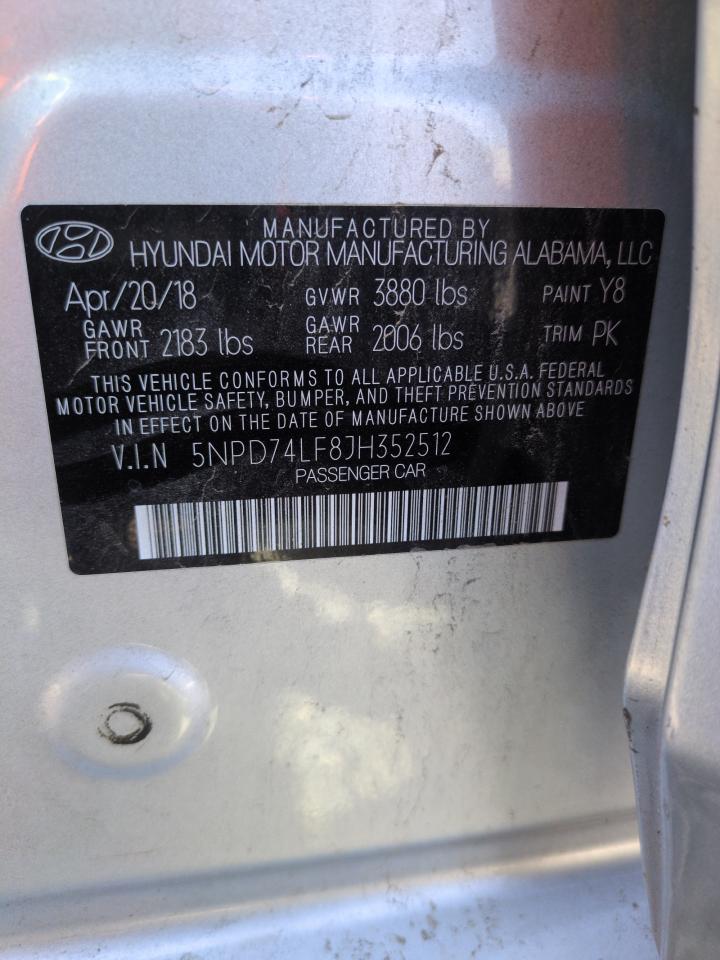 MANUFACTURED BY
HYUNDAI MOTOR MANUFACTURING ALABAMA, LLC
Apr/20/18 GVWR 3880 lbs PAINT Y8
GAWR FRONT 2183 lbs GAWR REAR 2006 lbs TRIM PK
THIS VEHICLE CONFORMS TO ALL APPLICABLE U.S.A. FEDERAL
MOTOR VEHICLE SAFETY, BUMPER, AND THEFT PREVENTION STANDARDS
IN EFFECT ON THE DATE OF MANUFACTURE SHOWN ABOVE
V.I.N 5NPD74LF8JH352512
PASSENGER CAR